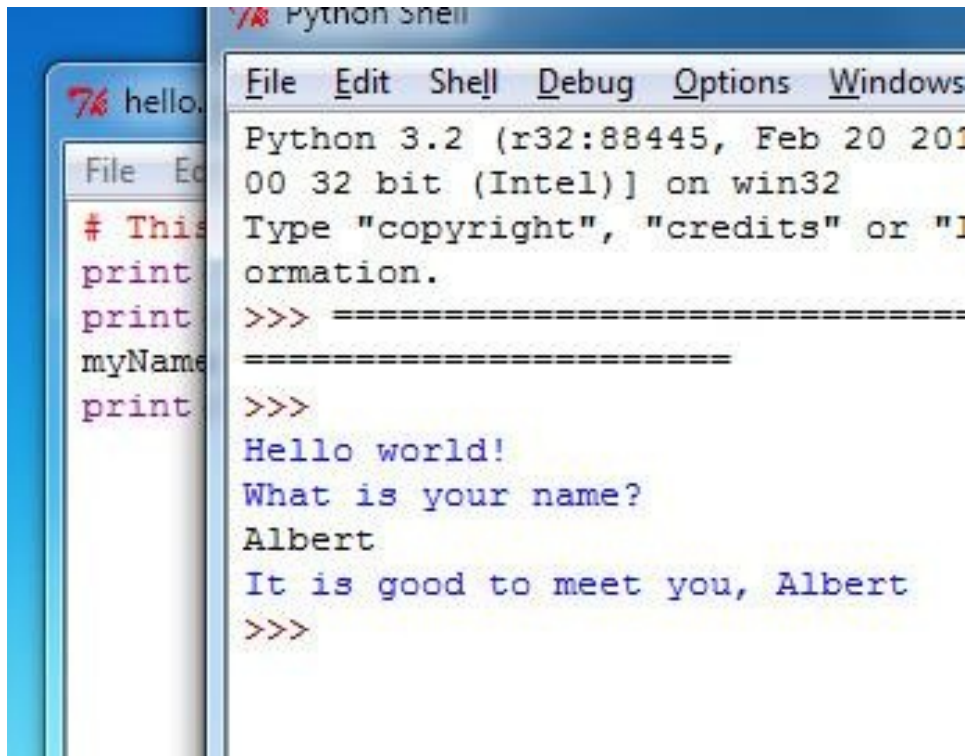 Python Shell
File Edit Shell Debug Options Windows
Python 3.2 (r32:88445, Feb 20 201
00 32 bit (Intel)] on win32
Type "copyright", "credits" or "l
ormation.
>>> =============================
======================
>>>
Hello world!
What is your name?
Albert
It is good to meet you, Albert
>>>
hello.
File Ed
# This
print
print
myName
print